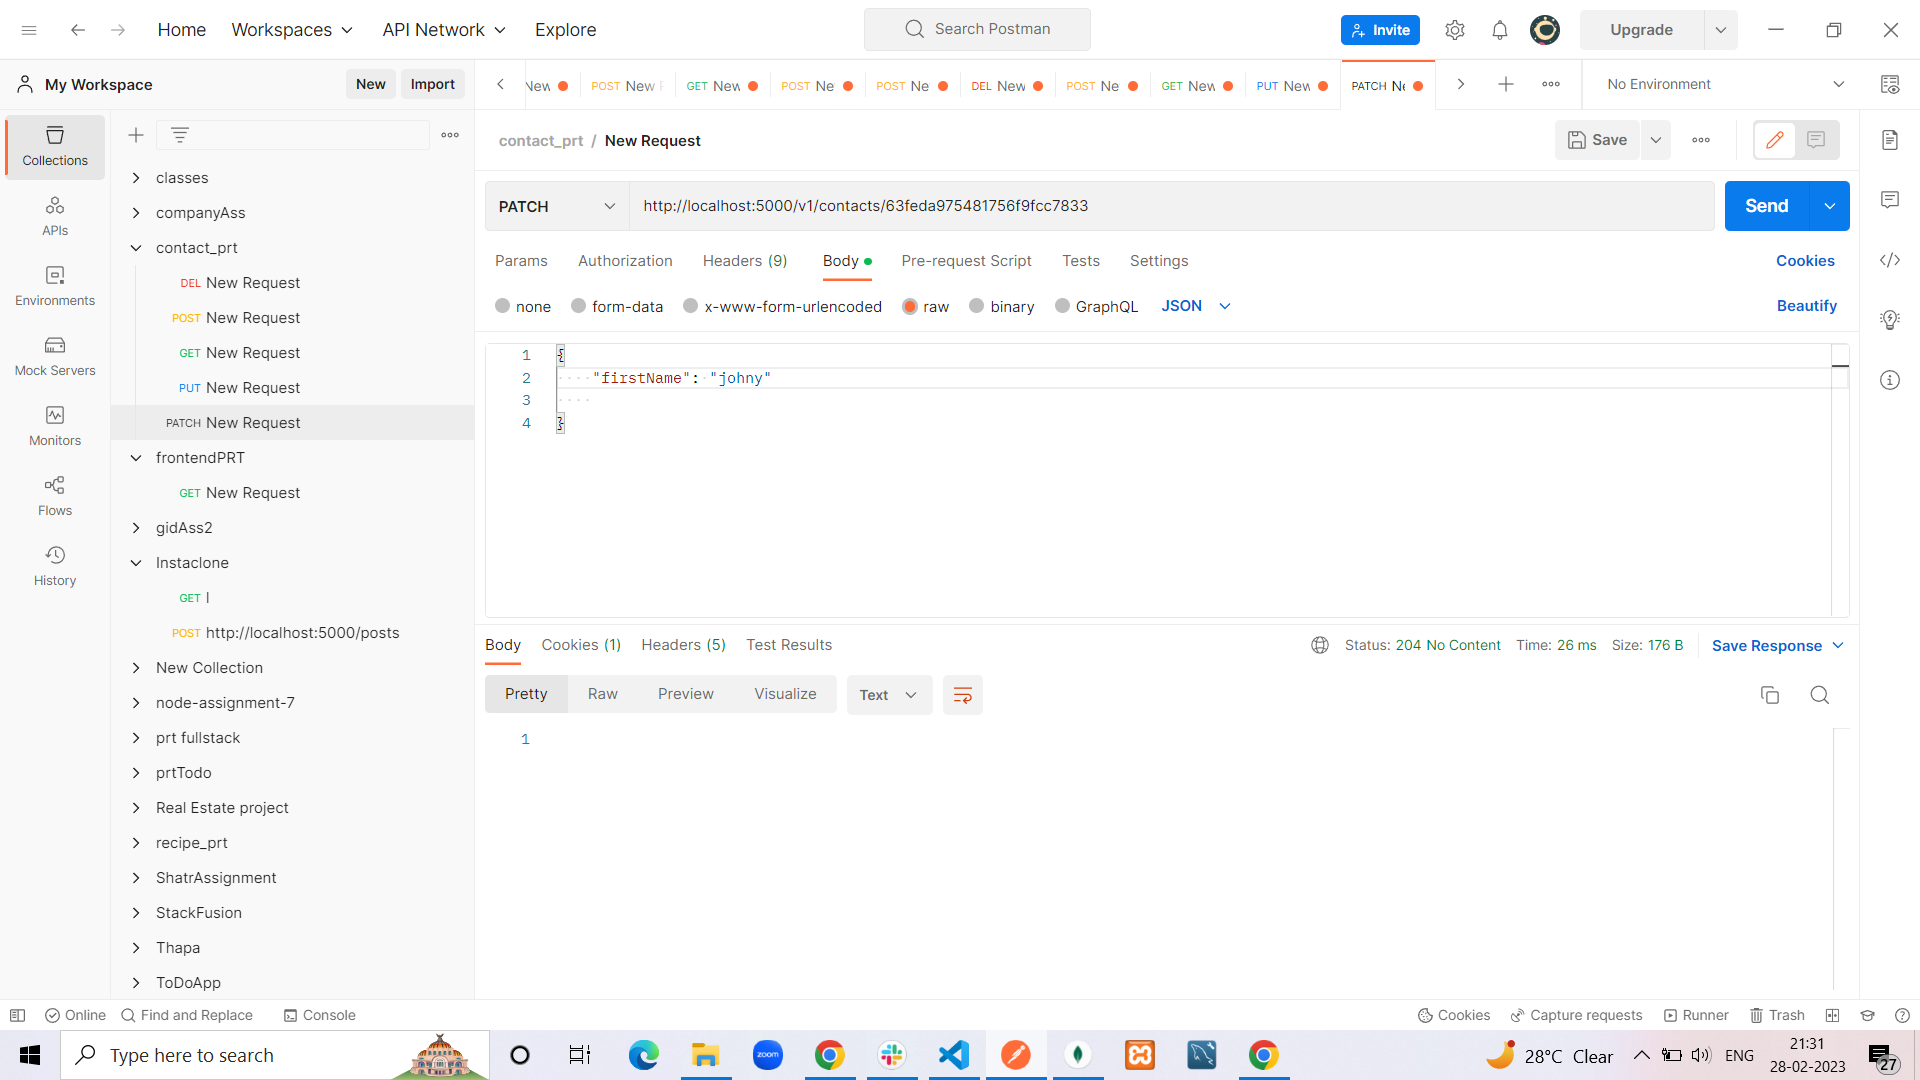 Home Workspaces API Network Explore Search Postman Invite Upgrade
My Workspace New Import New POST New GET New POST Ne POST Ne DEL New POST Ne GET New PUT New PATCH Ne No Environment
Collections
APIs
Environments
Mock Servers
Monitors
Flows
History
classes
companyAss
contact_prt
DEL New Request
POST New Request
GET New Request
PUT New Request
PATCH New Request
frontendPRT
GET New Request
gidAss2
Instaclone
GET l
POST http://localhost:5000/posts
New Collection
node-assignment-7
prt fullstack
prtTodo
Real Estate project
recipe_prt
ShatrAssignment
StackFusion
Thapa
ToDoApp
contact_prt / New Request Save
PATCH http://localhost:5000/v1/contacts/63feda975481756f9fcc7833 Send
Params Authorization Headers (9) Body Pre-request Script Tests Settings Cookies
none form-data x-www-form-urlencoded raw binary GraphQL JSON Beautify
1 {
2 "firstName": "johny"
3
4 }
Body Cookies (1) Headers (5) Test Results Status: 204 No Content Time: 26 ms Size: 176 B Save Response
Pretty Raw Preview Visualize Text
1
Online Find and Replace Console Cookies Capture requests Runner Trash
Type here to search zoom 28°C Clear ENG 21:31
28-02-2023 27